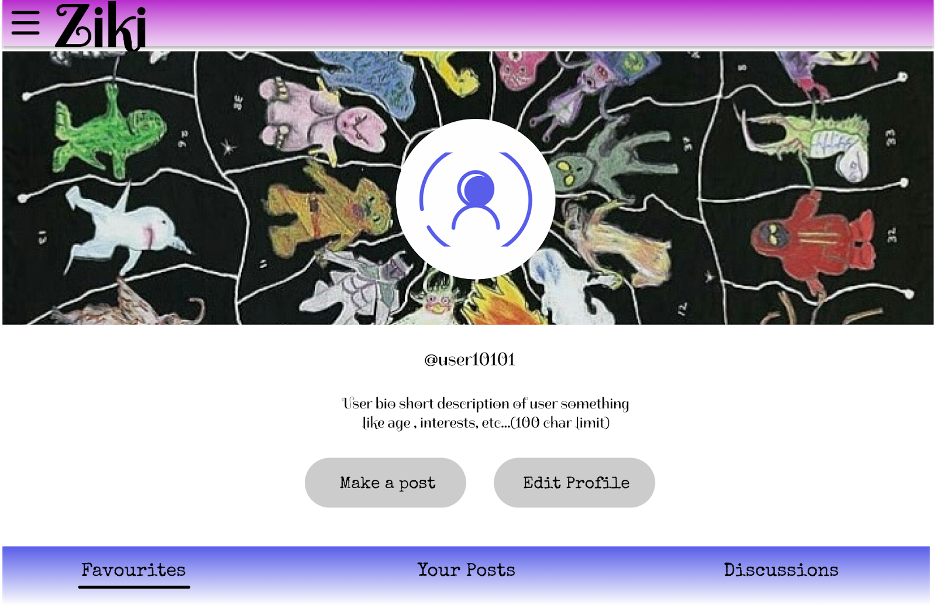 Ziki
@user10101
User bio short description of user something
like age , interests, etc...(100 char limit)
Make a post
Edit Profile
Favourites
Your Posts
Discussions